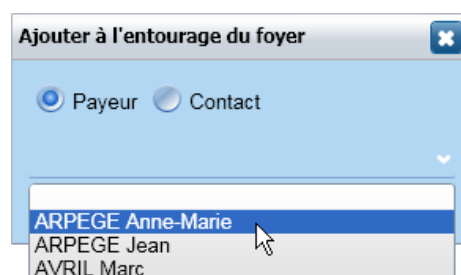 Ajouter à l'entourage du foyer
Payeur Contact
ARPEGE Anne-Marie
ARPEGE Jean
AVRIL Marc